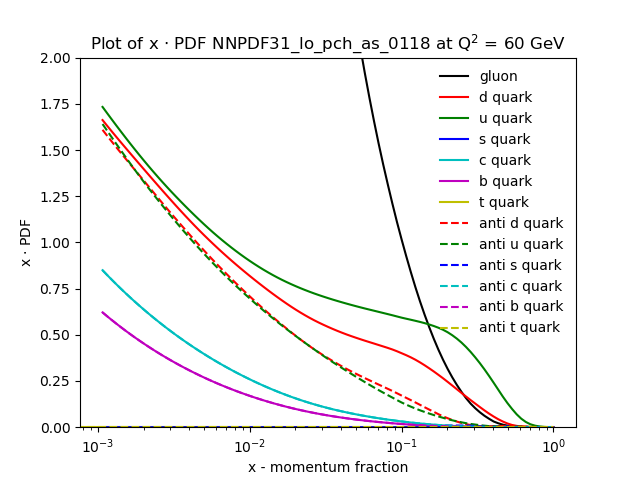 Plot of x · PDF NNPDF31_lo_pch_as_0118 at Q² = 60 GeV
2.00
1.75
1.50
1.25
1.00
0.75
0.50
0.25
0.00
x · PDF
gluon
d quark
u quark
s quark
c quark
b quark
t quark
anti d quark
anti u quark
anti s quark
anti c quark
anti b quark
anti t quark
10⁻³ 10⁻² 10⁻¹ 10⁰
x - momentum fraction